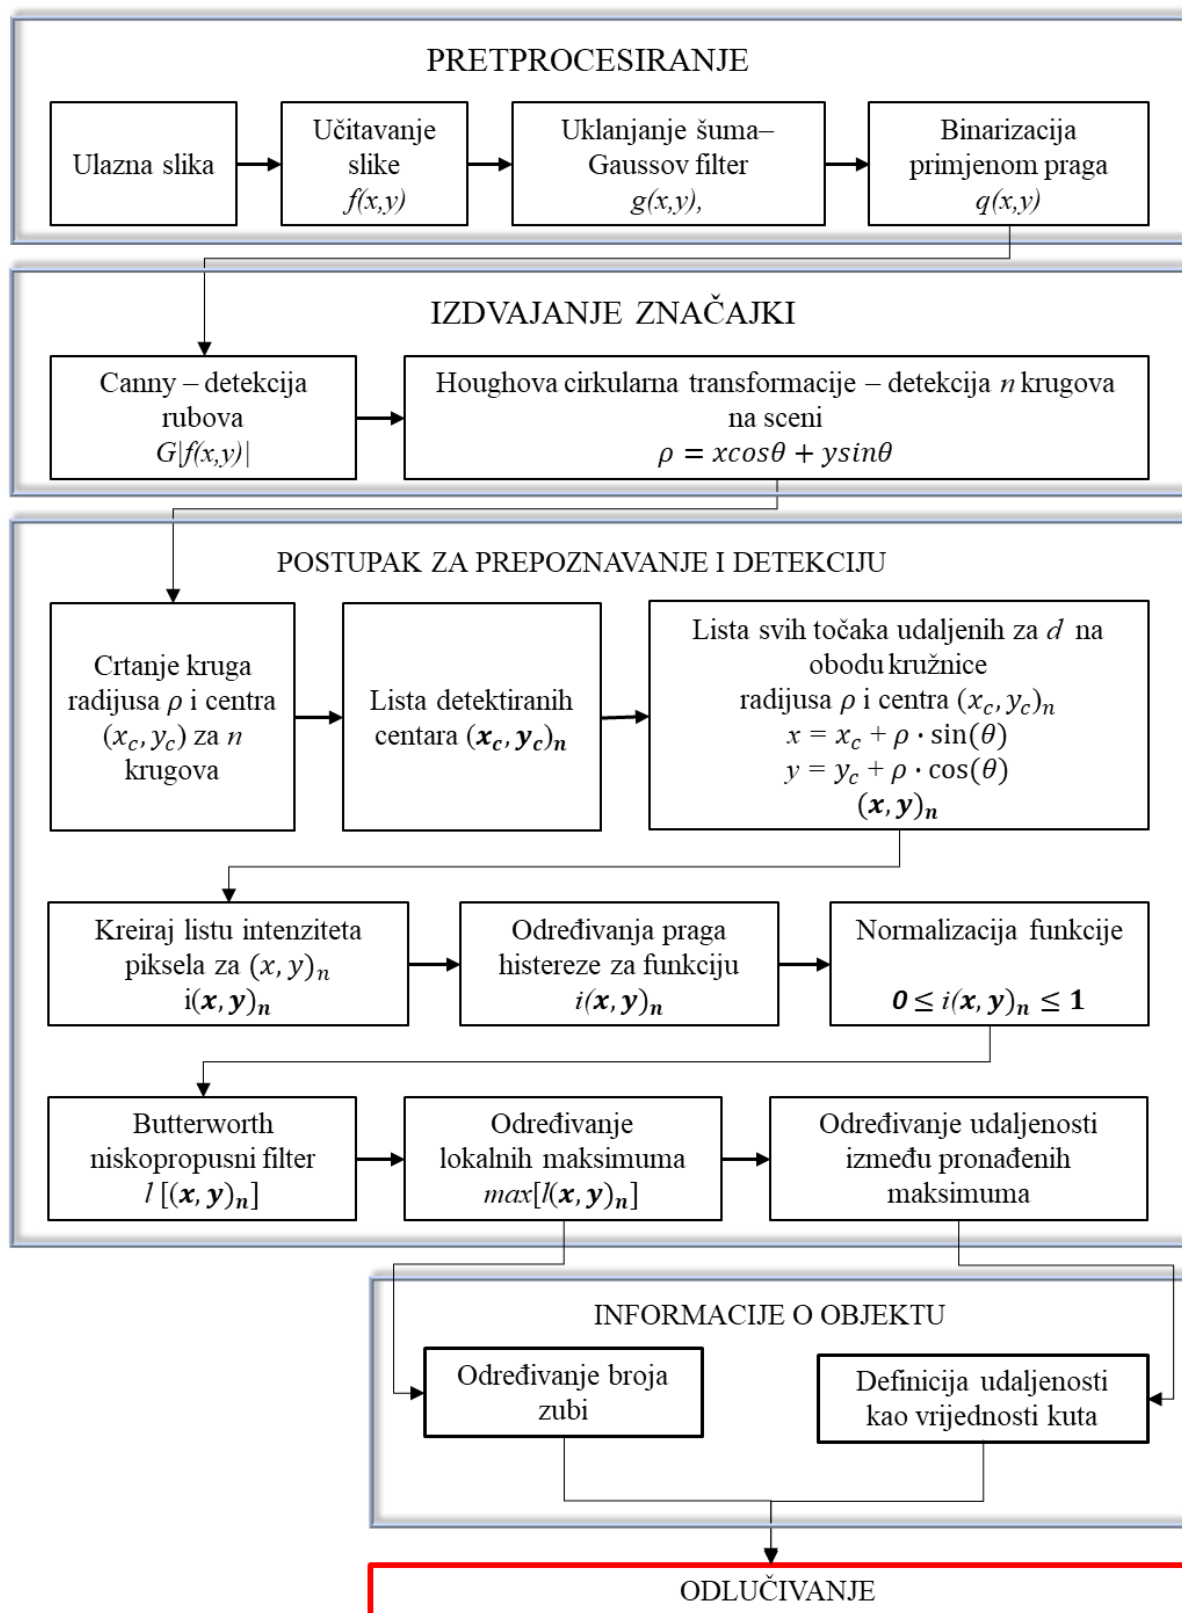 PRETPROCESIRANJE
Ulazna slika
Učitavanje
slike
f(x,y)
Uklanjanje šuma–
Gaussov filter
g(x,y),
Binarizacija
primjenom praga
q(x,y)
IZDVAJANJE ZNAČAJKI
Canny – detekcija
rubova
G|f(x,y)|
Houghova cirkularna transformacije – detekcija n krugova
na sceni
ρ = xcosθ + ysinθ
POSTUPAK ZA PREPOZNAVANJE I DETEKCIJU
Crtanje kruga
radijusa ρ i centra
(x_c, y_c) za n
krugova
Lista detektiranih
centara (x_c, y_c)_n
Lista svih točaka udaljenih za d na
obodu kružnice
radijusa ρ i centra (x_c, y_c)_n
x = x_c + ρ · sin(θ)
y = y_c + ρ · cos(θ)
(x, y)_n
Kreiraj listu intenziteta
piksela za (x, y)_n
i(x, y)_n
Određivanja praga
histereze za funkciju
i(x, y)_n
Normalizacija funkcije
0 ≤ i(x, y)_n ≤ 1
Butterworth
niskopropusni filter
l [(x, y)_n]
Određivanje
lokalnih maksimuma
max[l(x, y)_n]
Određivanje udaljenosti
između pronađenih
maksimuma
INFORMACIJE O OBJEKTU
Određivanje broja
zubi
Definicija udaljenosti
kao vrijednosti kuta
ODLUČIVANJE